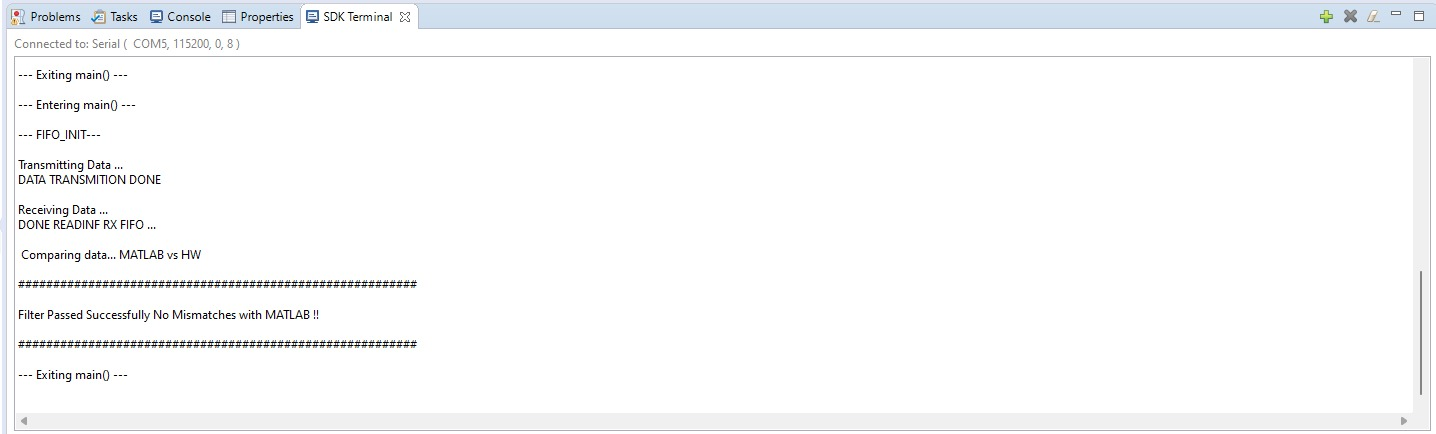 Problems Tasks Console Properties SDK Terminal
Connected to: Serial ( COM5, 115200, 0, 8 )
--- Exiting main() ---
--- Entering main() ---
--- FIFO_INIT---
Transmitting Data ...
DATA TRANSMITION DONE
Receiving Data ...
DONE READINF RX FIFO ...
Comparing data... MATLAB vs HW
#########################################################
Filter Passed Successfully No Mismatches with MATLAB !!
#########################################################
--- Exiting main() ---